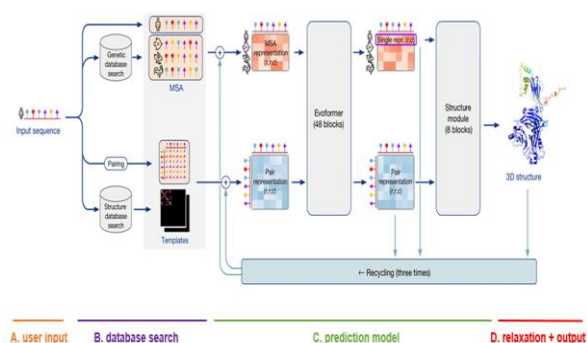 Genetic
database
search
MSA
Input sequence
Pairing
Structure
database
search
Templates
MSA
representation
(s,r,c)
Pair
representation
(r,r,c)
Evoformer
(48 blocks)
Single repr. (r,c)
Pair
representation
(r,r,c)
Structure
module
(8 blocks)
3D structure
← Recycling (three times)
A. user input
B. database search
C. prediction model
D. relaxation + output